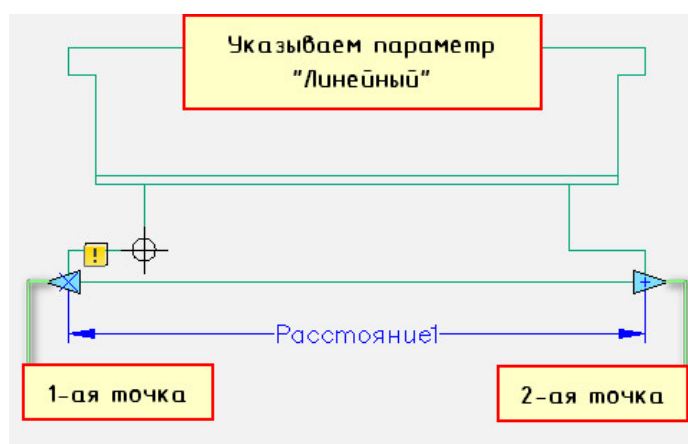 Указываем параметр
"Линейный"
!
Расстояние1
1-ая точка
2-ая точка